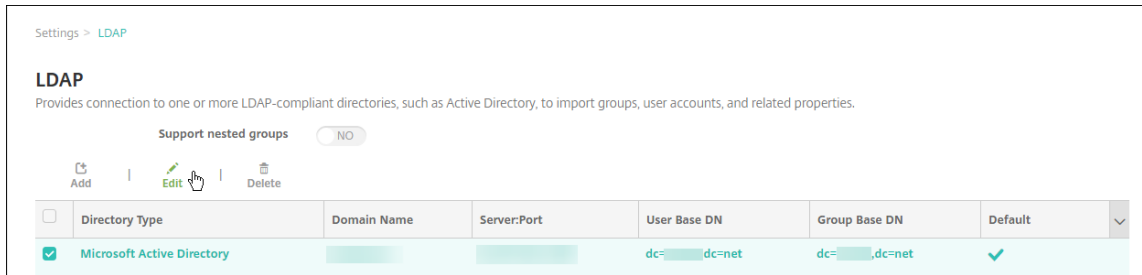 Settings > LDAP
LDAP
Provides connection to one or more LDAP-compliant directories, such as Active Directory, to import groups, user accounts, and related properties.
Support nested groups NO
Add | Edit | Delete
Directory Type Domain Name Server:Port User Base DN Group Base DN Default
Microsoft Active Directory dc= dc=net dc= ,dc=net